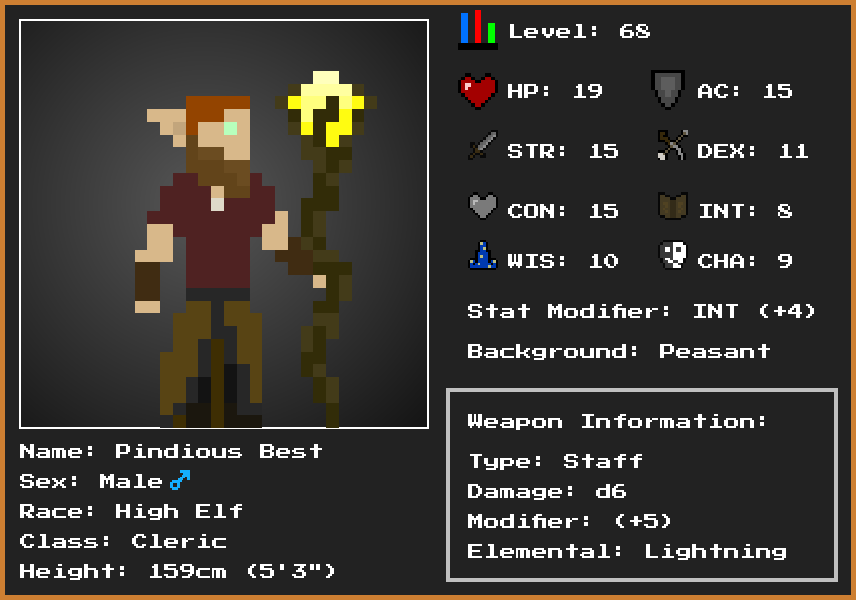 Level: 68
HP: 19 AC: 15
STR: 15 DEX: 11
CON: 15 INT: 8
WIS: 10 CHA: 9
Stat Modifier: INT (+4)
Background: Peasant
Weapon Information:
Type: Staff
Damage: d6
Modifier: (+5)
Elemental: Lightning
Name: Pindious Best
Sex: Male♂
Race: High Elf
Class: Cleric
Height: 159cm (5'3")